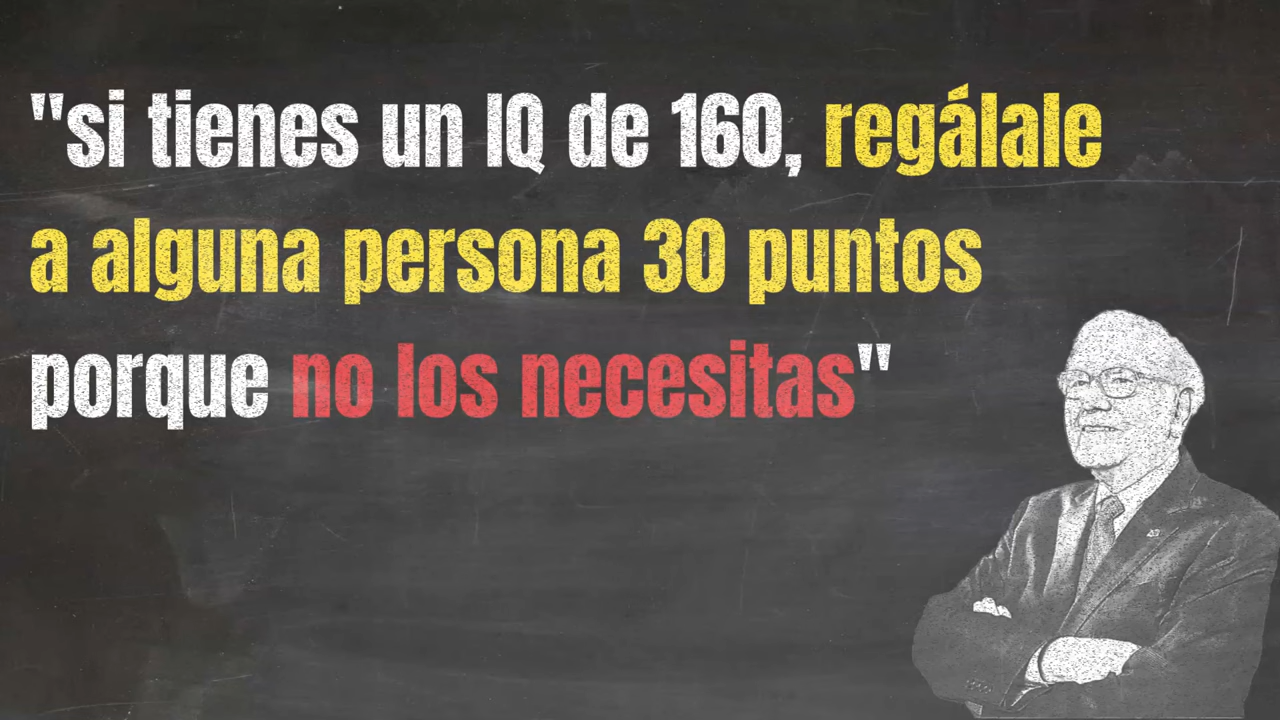 "si tienes un IQ de 160, regálale
a alguna persona 30 puntos
porque no los necesitas"